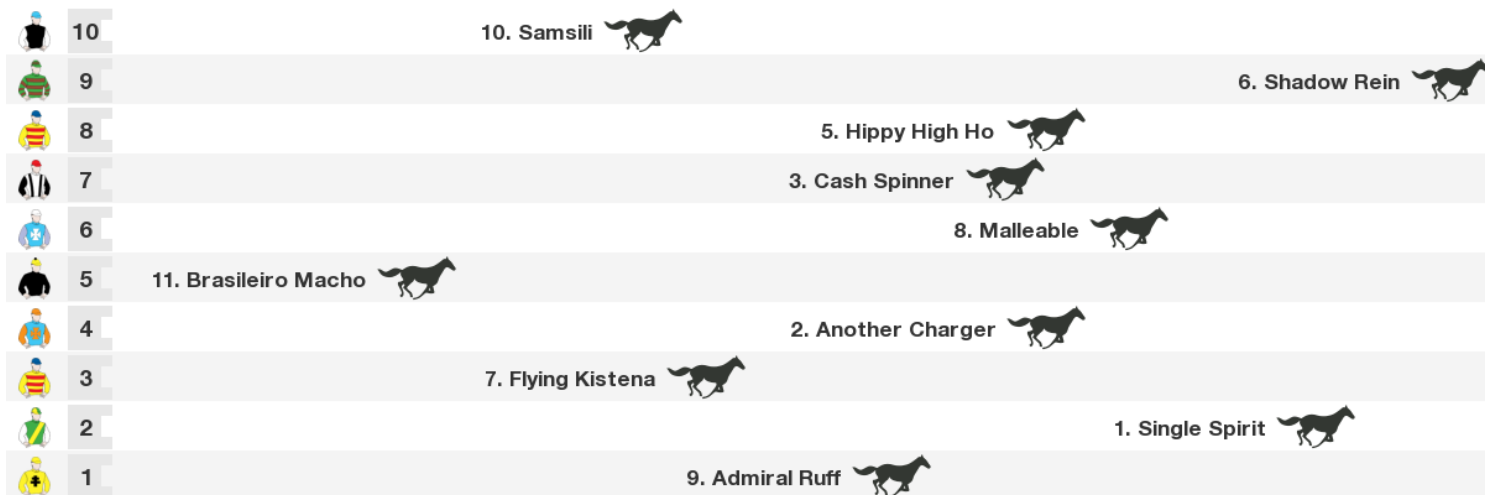 10 10. Samsili
9 6. Shadow Rein
8 5. Hippy High Ho
7 3. Cash Spinner
6 8. Malleable
5 11. Brasileiro Macho
4 2. Another Charger
3 7. Flying Kistena
2 1. Single Spirit
1 9. Admiral Ruff